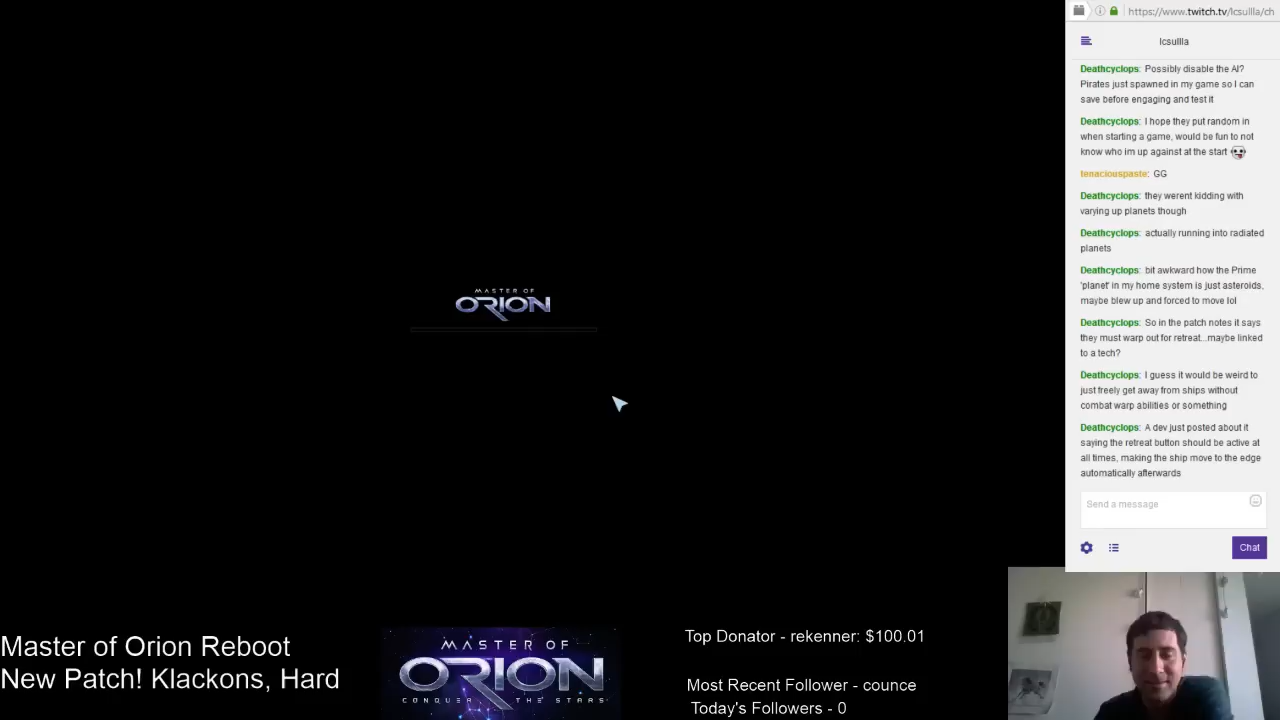 https://www.twitch.tv/lcsullla/ch
lcsullla
Deathcyclops: Possibly disable the AI?
Pirates just spawned in my game so I can
save before engaging and test it
Deathcyclops: I hope they put random in
when starting a game, would be fun to not
know who im up against at the start
tenaciouspaste: GG
Deathcyclops: they werent kidding with
varying up planets though
Deathcyclops: actually running into radiated
planets
Deathcyclops: bit awkward how the Prime
'planet' in my home system is just asteroids,
maybe blew up and forced to move lol
Deathcyclops: So in the patch notes it says
they must warp out for retreat...maybe linked
to a tech?
Deathcyclops: I guess it would be weird to
just freely get away from ships without
combat warp abilities or something
Deathcyclops: A dev just posted about it
saying the retreat button should be active at
all times, making the ship move to the edge
automatically afterwards
Send a message
Chat
MASTER OF
ORION
Master of Orion Reboot
New Patch! Klackons, Hard
MASTER OF
ORION
CONQUER THE STARS
Top Donator - rekenner: $100.01
Most Recent Follower - counce
Today's Followers - 0